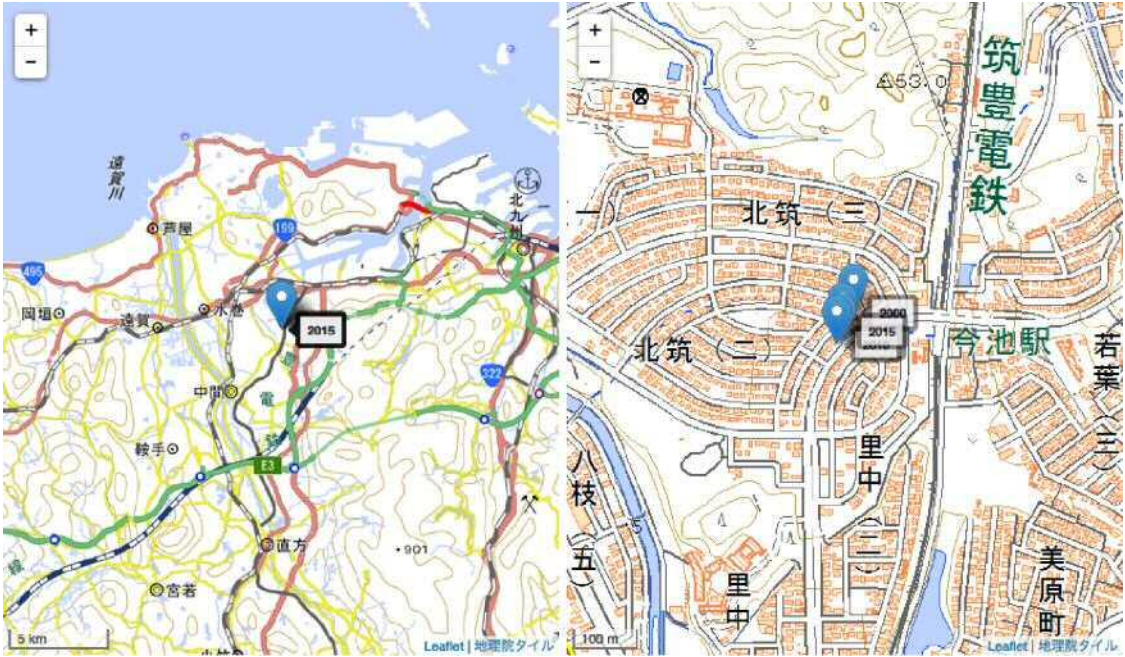 +
−
遠賀川
芦屋
199
北九州
495
岡垣
遠賀
水巻
2015
322
中間
電
鞍手
E3
直方
・901
宮若
線
5 km
Leaflet | 地理院タイル
+
−
53.0
筑豊電鉄
一)
北筑(三)
2000
2015
今池駅
北筑(二)
若葉(三)
里中(二)
八枝(五)
5
里中
美原町
100 m
Leaflet | 地理院タイル